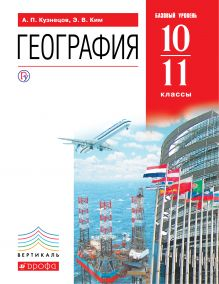 А. П. Кузнецов, Э. В. Ким
БАЗОВЫЙ УРОВЕНЬ
ГЕОГРАФИЯ
10
11
КЛАССЫ
ВЕРТИКАЛЬ
дрофа